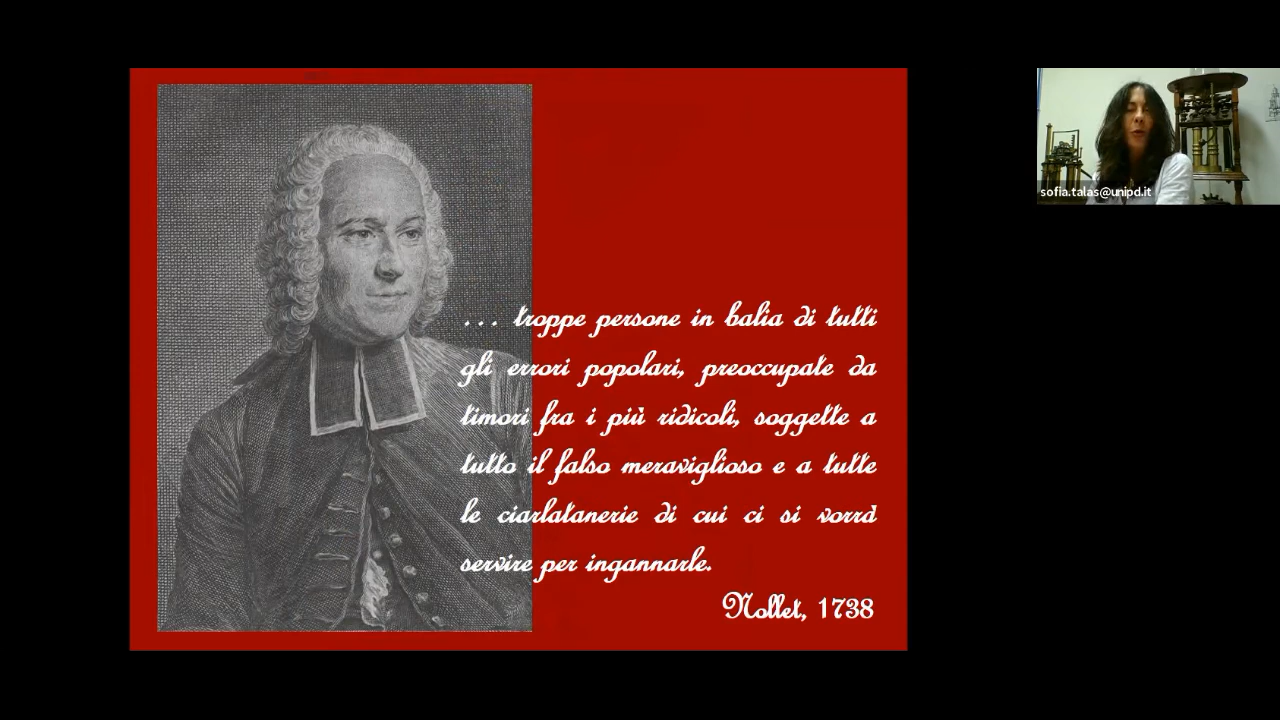 ... troppe persone in balia di tutti
gli errori popolari, preoccupate da
timori fra i più ridicoli, soggette a
tutto il falso meraviglioso e a tutte
le ciarlatanerie di cui ci si vorrà
servire per ingannarle.
Nollet, 1738
sofia.talas@unipd.it